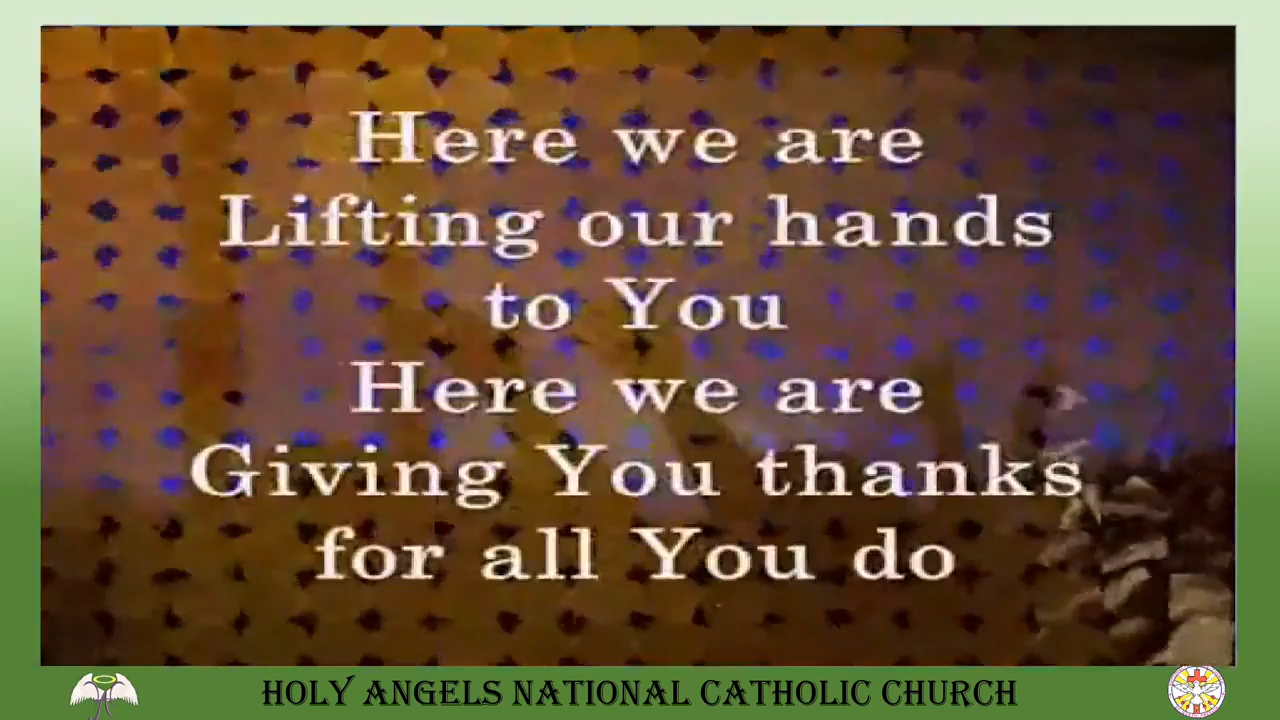 Here we are
Lifting our hands
to You
Here we are
Giving You thanks
for all You do
HOLY ANGELS NATIONAL CATHOLIC CHURCH